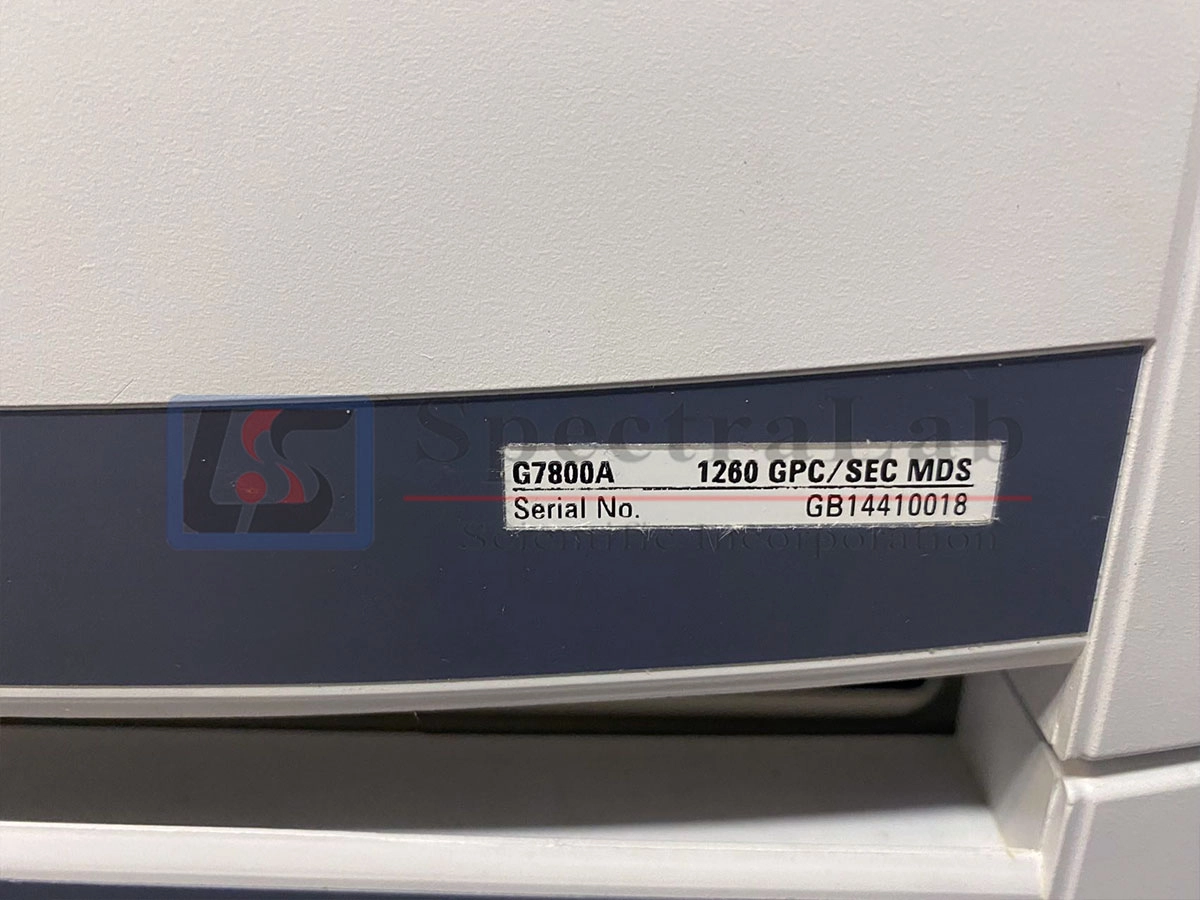 SpectraLab
G7800A 1260 GPC/SEC MDS
Serial No. GB14410018
Scientific Incorporation